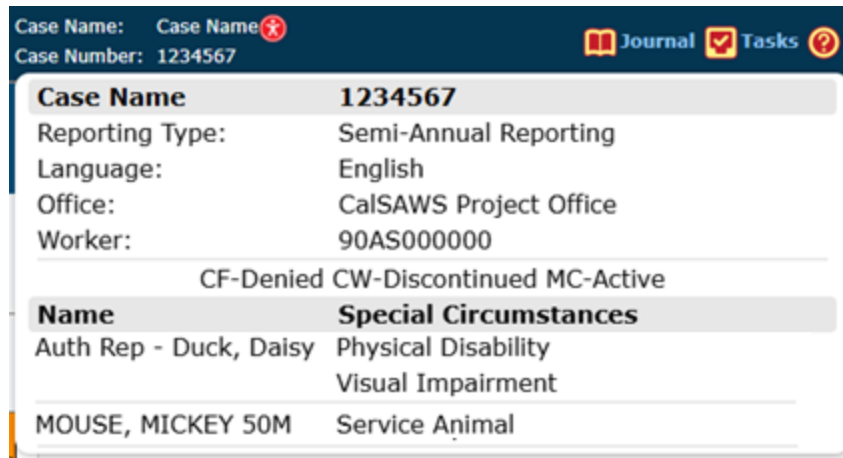 Case Name: Case Name
Journal Tasks ?
Case Number: 1234567
Case Name 1234567
Reporting Type: Semi-Annual Reporting
Language: English
Office: CalSAWS Project Office
Worker: 90AS000000
CF-Denied CW-Discontinued MC-Active
Name Special Circumstances
Auth Rep - Duck, Daisy Physical Disability
Visual Impairment
MOUSE, MICKEY 50M Service Animal